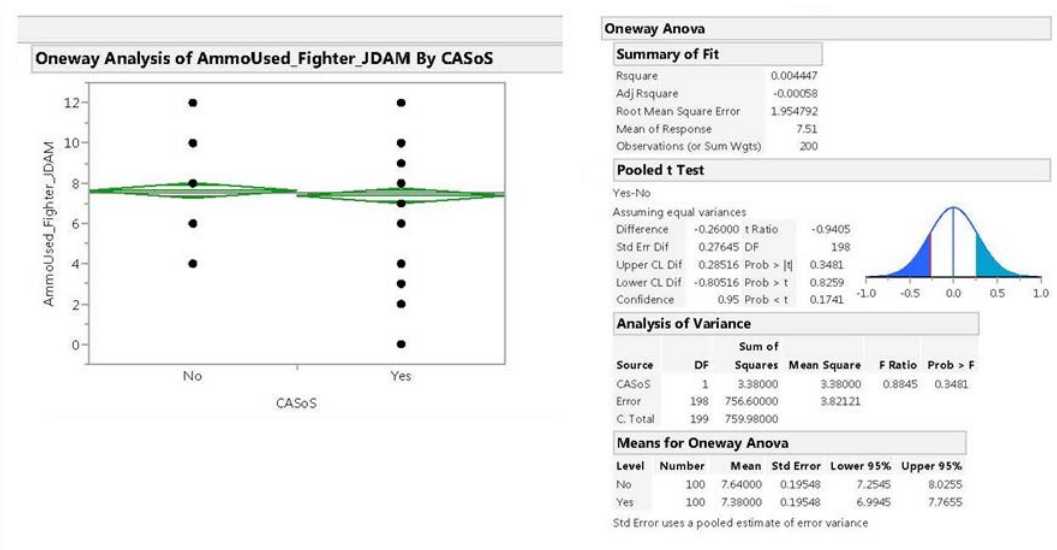 Oneway Analysis of AmmoUsed_Fighter_JDAM By CASoS
AmmoUsed_Fighter_JDAM
12
10
8
6
4
2
0
No Yes
CASoS
Oneway Anova
Summary of Fit
Rsquare 0.004447
Adj Rsquare -0.00058
Root Mean Square Error 1.954792
Mean of Response 7.51
Observations (or Sum Wgts) 200
Pooled t Test
Yes-No
Assuming equal variances
Difference -0.26000 t Ratio -0.9405
Std Err Dif 0.27645 DF 198
Upper CL Dif 0.28516 Prob > |t| 0.3481
Lower CL Dif -0.80516 Prob > t 0.8259
Confidence 0.95 Prob < t 0.1741
-1.0 -0.5 0.0 0.5 1.0
Analysis of Variance
Sum of
Source DF Squares Mean Square F Ratio Prob > F
CASoS 1 3.38000 3.38000 0.8845 0.3481
Error 198 756.60000 3.82121
C. Total 199 759.98000
Means for Oneway Anova
Level Number Mean Std Error Lower 95% Upper 95%
No 100 7.64000 0.19548 7.2545 8.0255
Yes 100 7.38000 0.19548 6.9945 7.7655
Std Error uses a pooled estimate of error variance